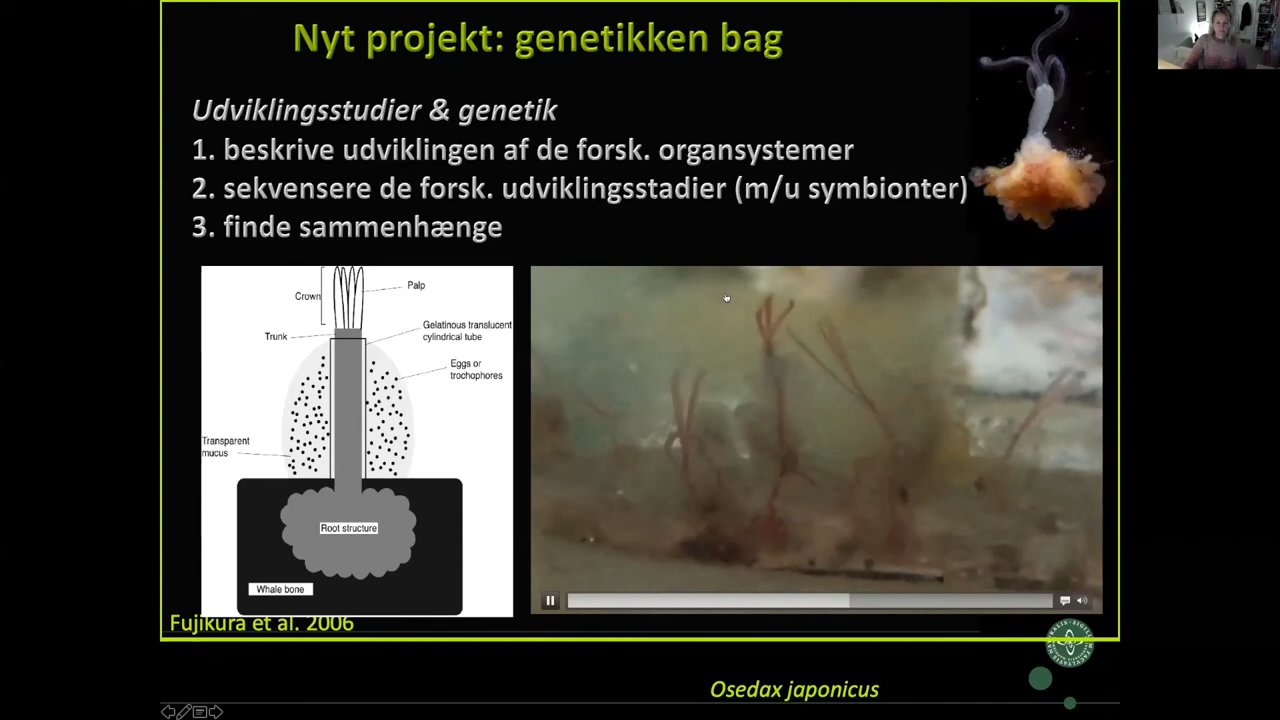 Nyt projekt: genetikken bag
Udviklingsstudier & genetik
1. beskrive udviklingen af de forsk. organsystemer
2. sekvensere de forsk. udviklingsstadier (m/u symbionter)
3. finde sammenhænge
Crown
Palp
Trunk
Gelatinous translucent
cylindrical tube
Eggs or
trochophores
Transparent
mucus
Root structure
Whale bone
Fujikura et al. 2006
Osedax japonicus